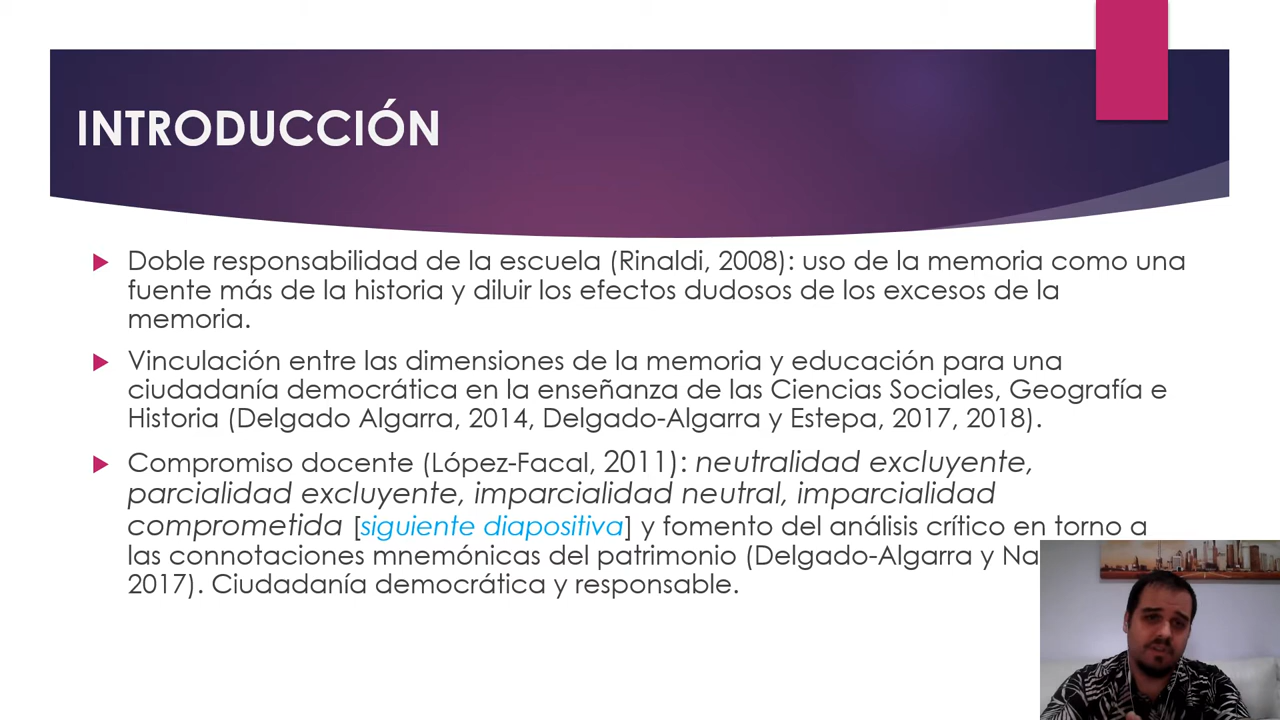 INTRODUCCIÓN
Doble responsabilidad de la escuela (Rinaldi, 2008): uso de la memoria como una
fuente más de la historia y diluir los efectos dudosos de los excesos de la
memoria.
Vinculación entre las dimensiones de la memoria y educación para una
ciudadanía democrática en la enseñanza de las Ciencias Sociales, Geografía e
Historia (Delgado Algarra, 2014, Delgado-Algarra y Estepa, 2017, 2018).
Compromiso docente (López-Facal, 2011): neutralidad excluyente,
parcialidad excluyente, imparcialidad neutral, imparcialidad
comprometida [siguiente diapositiva] y fomento del análisis crítico en torno a
las connotaciones mnemónicas del patrimonio (Delgado-Algarra y
2017). Ciudadanía democrática y responsable.